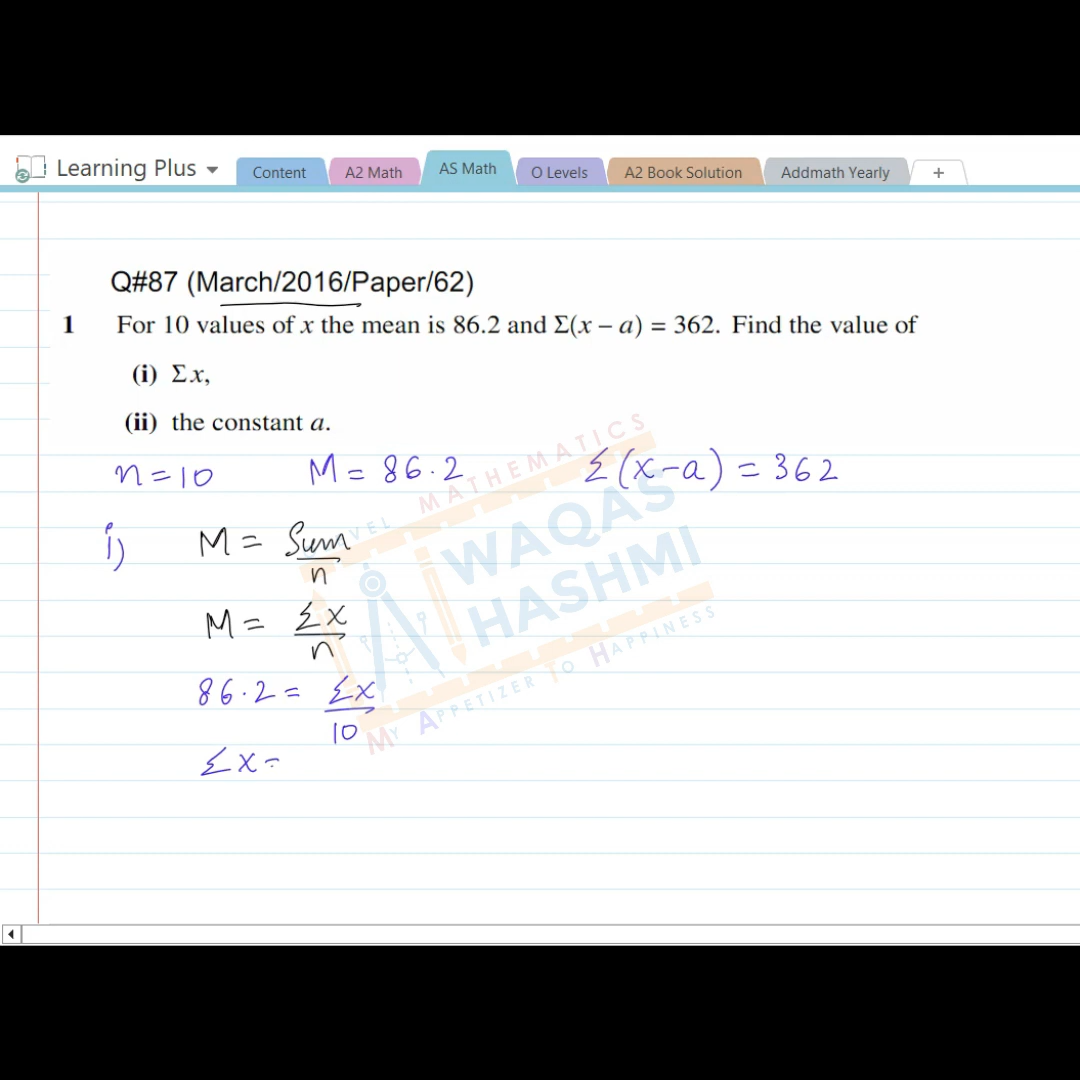 Learning Plus Content A2 Math AS Math O Levels A2 Book Solution Addmath Yearly +
Q#87 (March/2016/Paper/62)
1 For 10 values of x the mean is 86.2 and Σ(x – a) = 362. Find the value of
(i) Σx,
(ii) the constant a.
n = 10 M = 86.2 Σ(x-a) = 362
i) M = Sum
n
M = Σx
n
86.2 = Σx
10
Σx =
MATHEMATICS
WAQAS
HASHMI
MY APPETIZER TO HAPPINESS